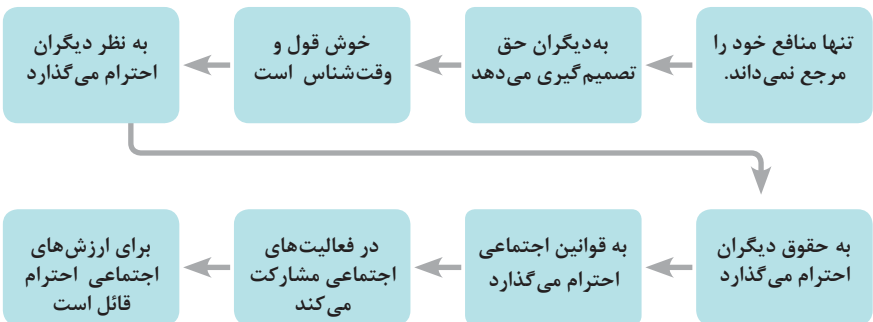 تنها منافع خود را
مرجع نمی‌داند.
به‌دیگران حق
تصمیم‌گیری می‌دهد
خوش قول و
وقت‌شناس است
به نظر دیگران
احترام می‌گذارد
به حقوق دیگران
احترام می‌گذارد
به قوانین اجتماعی
احترام می‌گذارد
در فعالیت‌های
اجتماعی مشارکت
می‌کند
برای ارزش‌های
اجتماعی احترام
قائل است